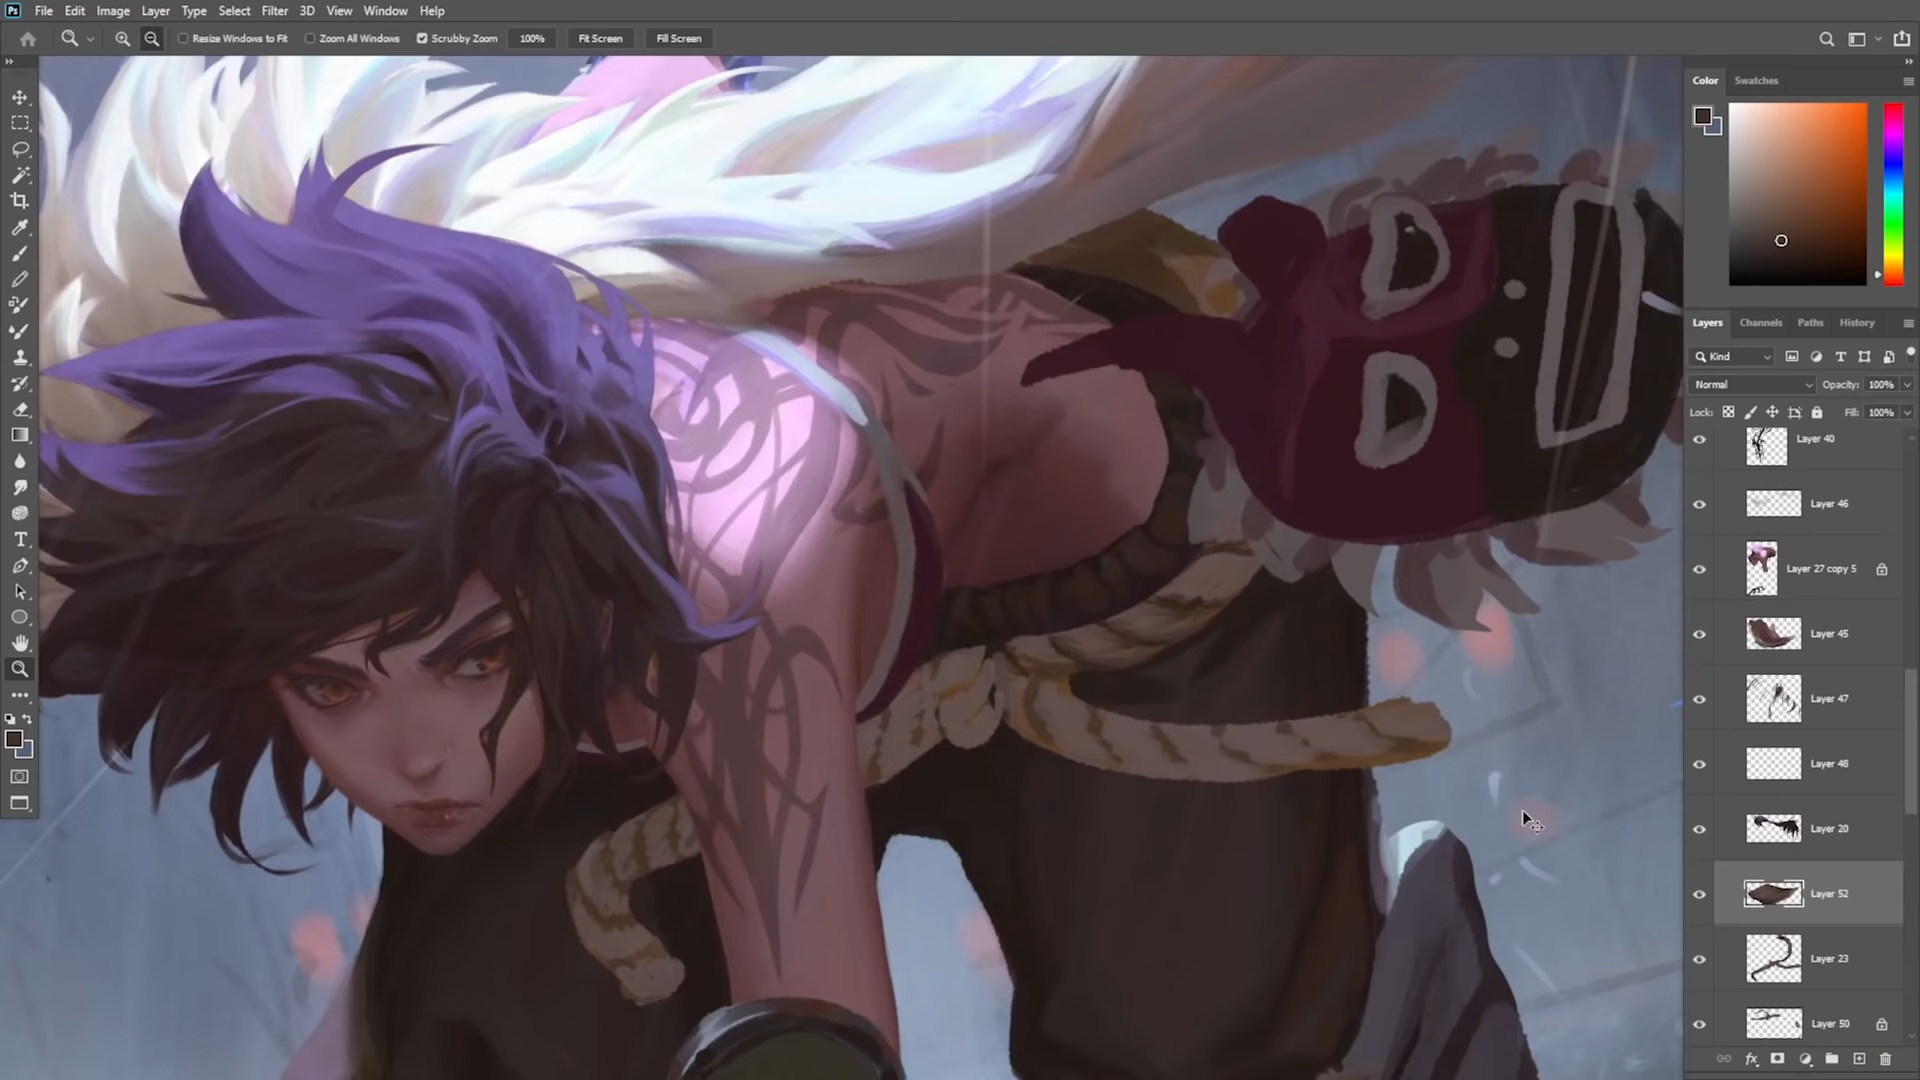 Ps File Edit Image Layer Type Select Filter 3D View Window Help
Resize Windows to Fit Zoom All Windows Scrubby Zoom 100% Fit Screen Fill Screen
Color Swatches
Layers Channels Paths History
Kind
Normal Opacity: 100%
Lock: Fill: 100%
Layer 40
Layer 46
Layer 27 copy 5
Layer 45
Layer 47
Layer 48
Layer 20
Layer 52
Layer 23
Layer 50